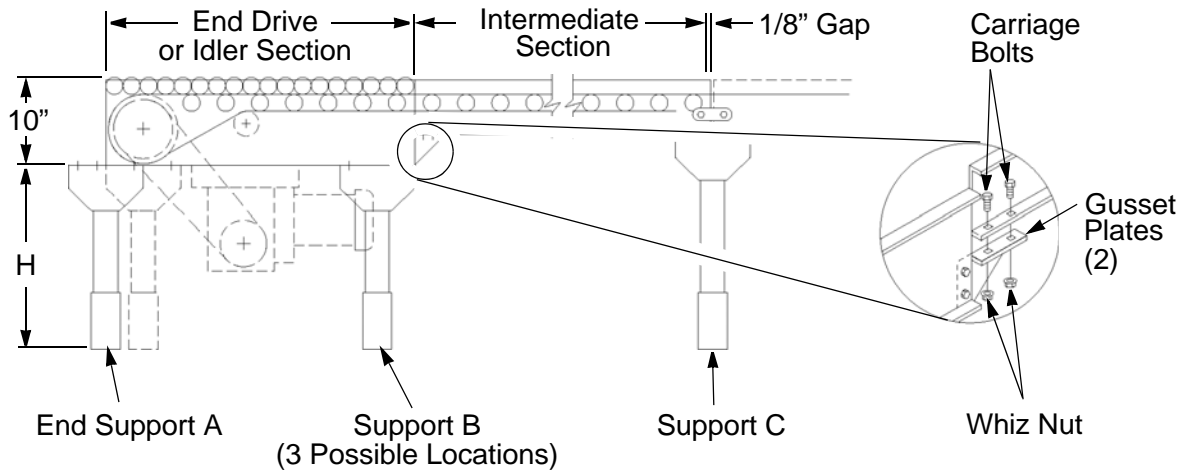 End Drive
or Idler Section
Intermediate
Section
1/8” Gap
Carriage
Bolts
10”
H
Gusset
Plates
(2)
End Support A
Support B
(3 Possible Locations)
Support C
Whiz Nut